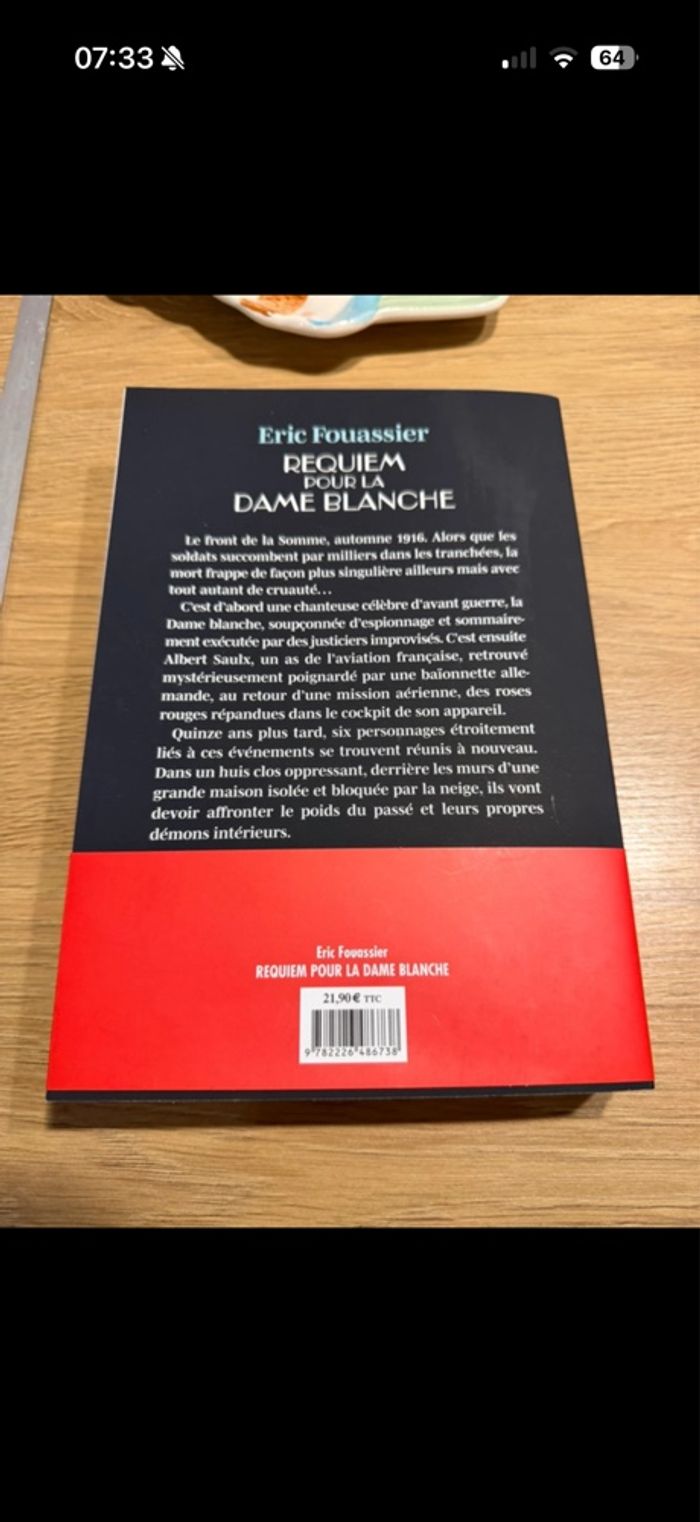 07:33
64
Eric Fouassier
REQUIEM
POUR LA
DAME BLANCHE
Le front de la Somme, automne 1916. Alors que les
soldats succombent par milliers dans les tranchées, la
mort frappe de façon plus singulière ailleurs mais avec
tout autant de cruauté...
C'est d'abord une chanteuse célèbre d'avant guerre, la
Dame blanche, soupçonnée d'espionnage et sommaire-
ment exécutée par des justiciers improvisés. C'est ensuite
Albert Saulx, un as de l'aviation française, retrouvé
mystérieusement poignardé par une baïonnette alle-
mande, au retour d'une mission aérienne, des roses
rouges répandues dans le cockpit de son appareil.
Quinze ans plus tard, six personnages étroitement
liés à ces événements se trouvent réunis à nouveau.
Dans un huis clos oppressant, derrière les murs d'une
grande maison isolée et bloquée par la neige, ils vont
devoir affronter le poids du passé et leurs propres
démons intérieurs.
Eric Fouassier
REQUIEM POUR LA DAME BLANCHE
21,90 € TTC
9 782226 486738